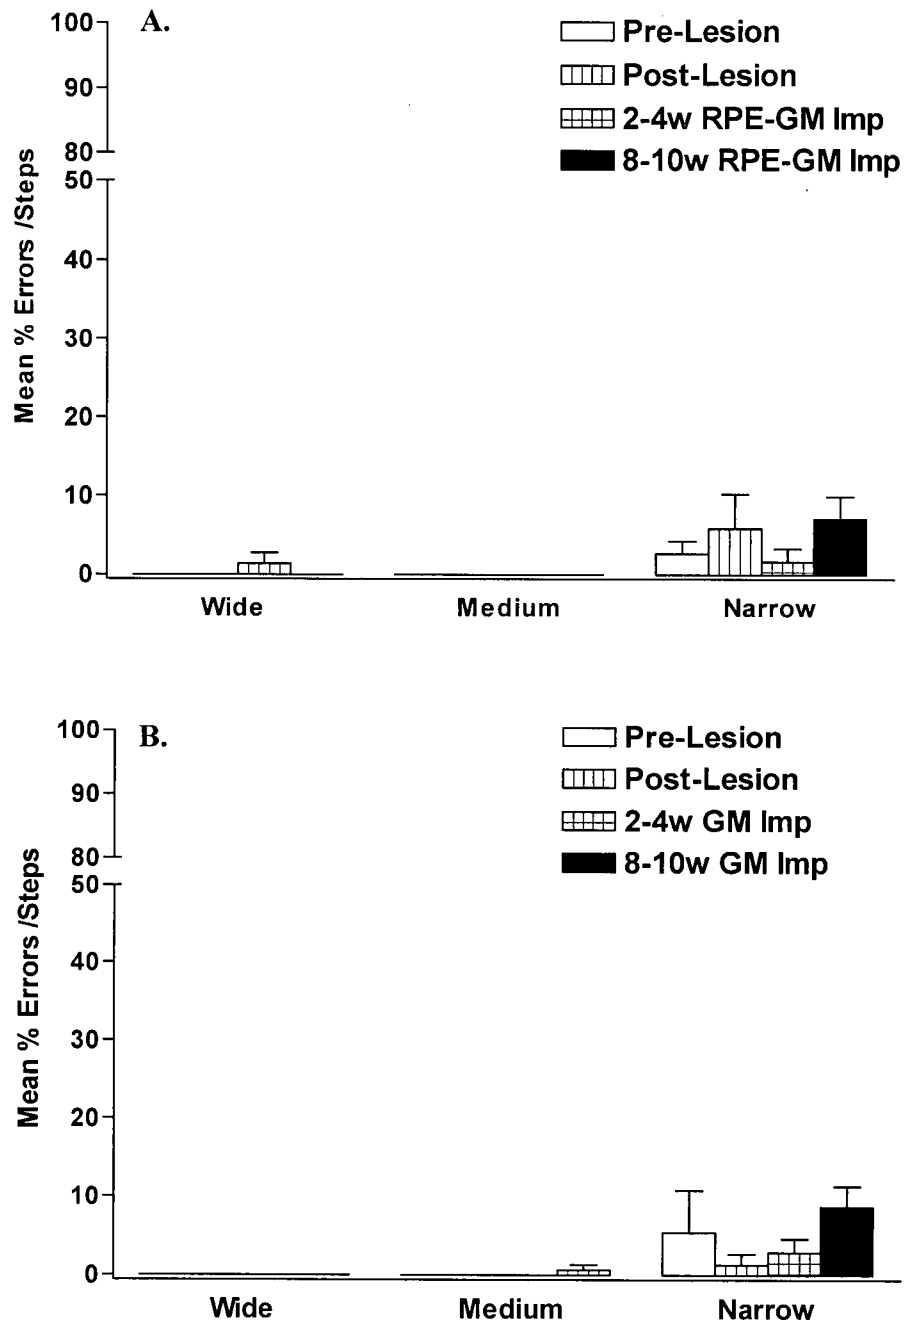 A.
Pre-Lesion
Post-Lesion
2-4w RPE-GM Imp
8-10w RPE-GM Imp
Mean % Errors /Steps
100
90
80
50
40
30
20
10
0
Wide Medium Narrow
B.
Pre-Lesion
Post-Lesion
2-4w GM Imp
8-10w GM Imp
Mean % Errors /Steps
100
90
80
50
40
30
20
10
0
Wide Medium Narrow